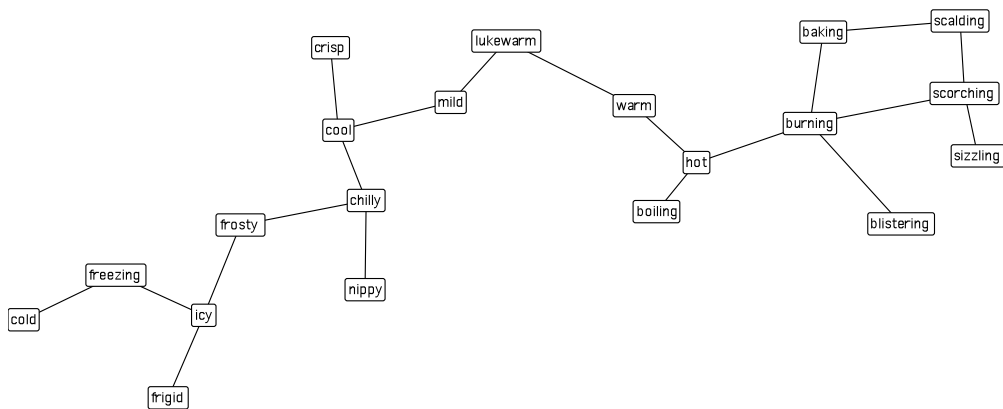 scalding
baking
lukewarm
crisp
scorching
mild
warm
burning
cool
sizzling
hot
chilly
boiling
blistering
frosty
freezing
nippy
icy
cold
frigid